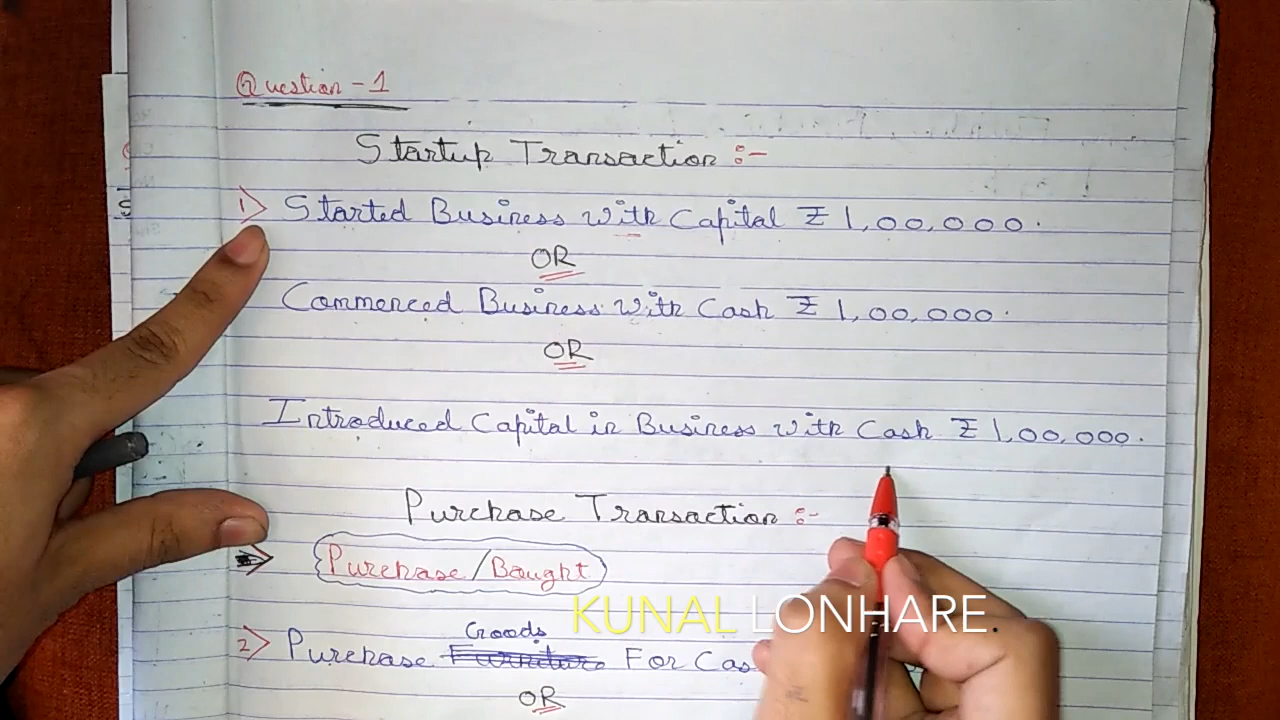 Question - 1
Startup Transaction :-
1> Started Business with Capital ₹ 1,00,000.
OR
Commenced Business with Cash ₹ 1,00,000.
OR
Introduced Capital in Business with Cash ₹ 1,00,000.
Purchase Transaction :-
Purchase/Bought
KUNAL LONHARE.
Goods
2> Purchase Furniture For Cas
OR